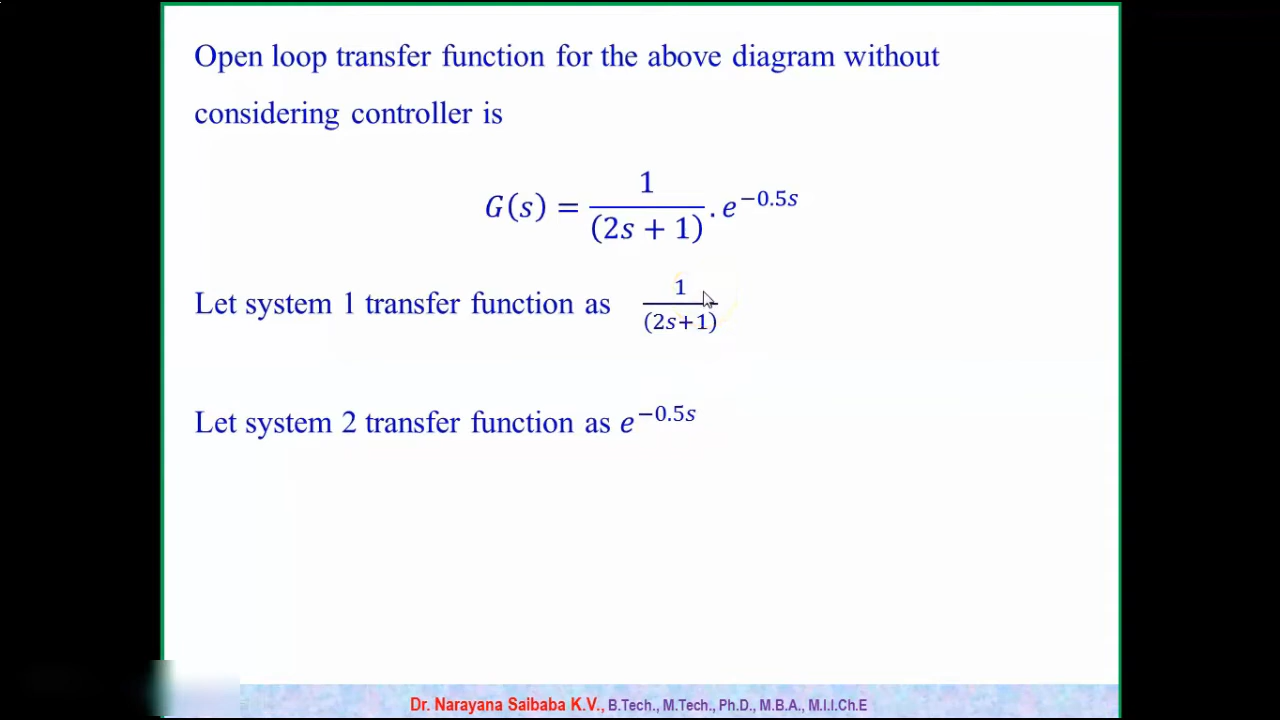 Open loop transfer function for the above diagram without
considering controller is
G(s) = 1/(2s + 1) . e^{−0.5s}
Let system 1 transfer function as 1/(2s+1)
Let system 2 transfer function as e^{−0.5s}
Dr. Narayana Saibaba K.V., B.Tech., M.Tech., Ph.D., M.B.A., M.I.I.Ch.E